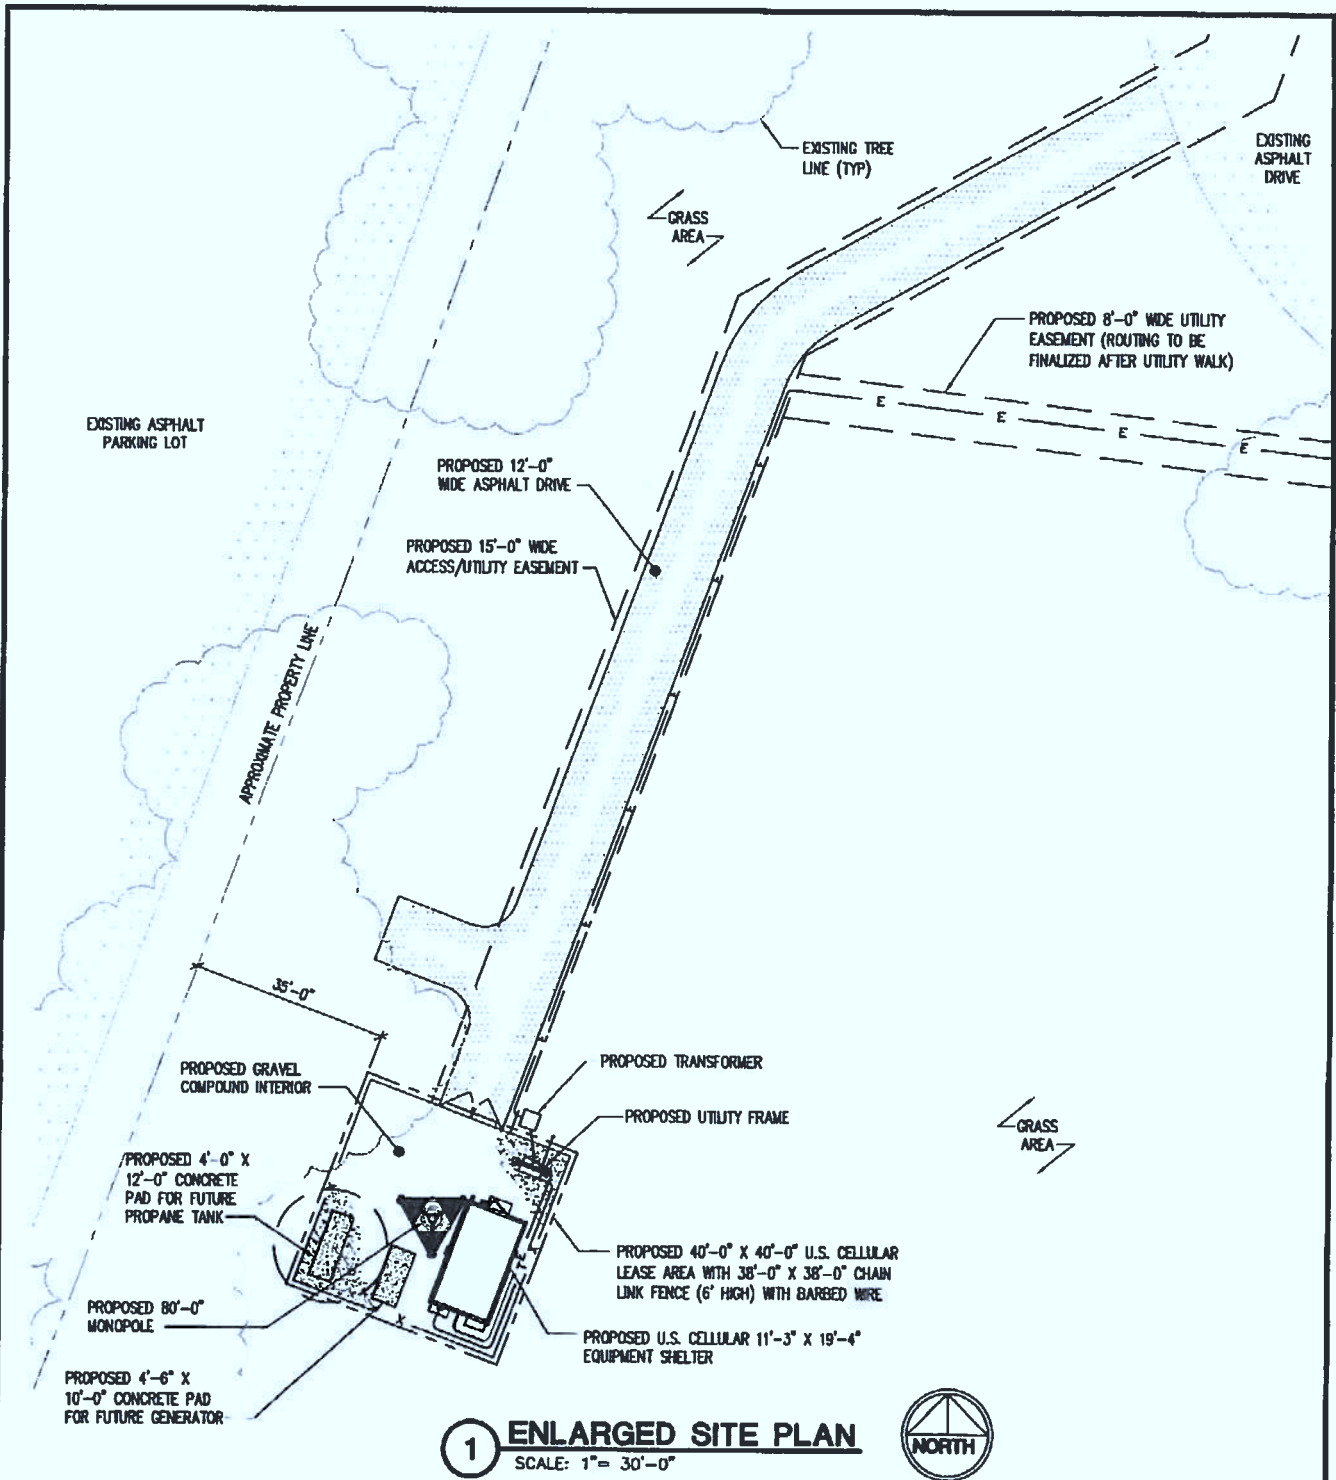 EXISTING TREE
LINE (TYP)
EXISTING
ASPHALT
DRIVE
GRASS
AREA
PROPOSED 8'-0" WIDE UTILITY
EASEMENT (ROUTING TO BE
FINALIZED AFTER UTILITY WALK)
E
E
E
E
EXISTING ASPHALT
PARKING LOT
PROPOSED 12'-0"
WIDE ASPHALT DRIVE
PROPOSED 15'-0" WIDE
ACCESS/UTILITY EASEMENT
APPROXIMATE PROPERTY LINE
35'-0"
PROPOSED GRAVEL
COMPOUND INTERIOR
PROPOSED TRANSFORMER
PROPOSED UTILITY FRAME
GRASS
AREA
PROPOSED 4'-0" X
12'-0" CONCRETE
PAD FOR FUTURE
PROPANE TANK
PROPOSED 40'-0" X 40'-0" U.S. CELLULAR
LEASE AREA WITH 38'-0" X 38'-0" CHAIN
LINK FENCE (6' HIGH) WITH BARBED WIRE
PROPOSED 80'-0"
MONOPOLE
X
PROPOSED U.S. CELLULAR 11'-3" X 19'-4"
EQUIPMENT SHELTER
PROPOSED 4'-6" X
10'-0" CONCRETE PAD
FOR FUTURE GENERATOR
1 ENLARGED SITE PLAN
SCALE: 1"= 30'-0"
NORTH